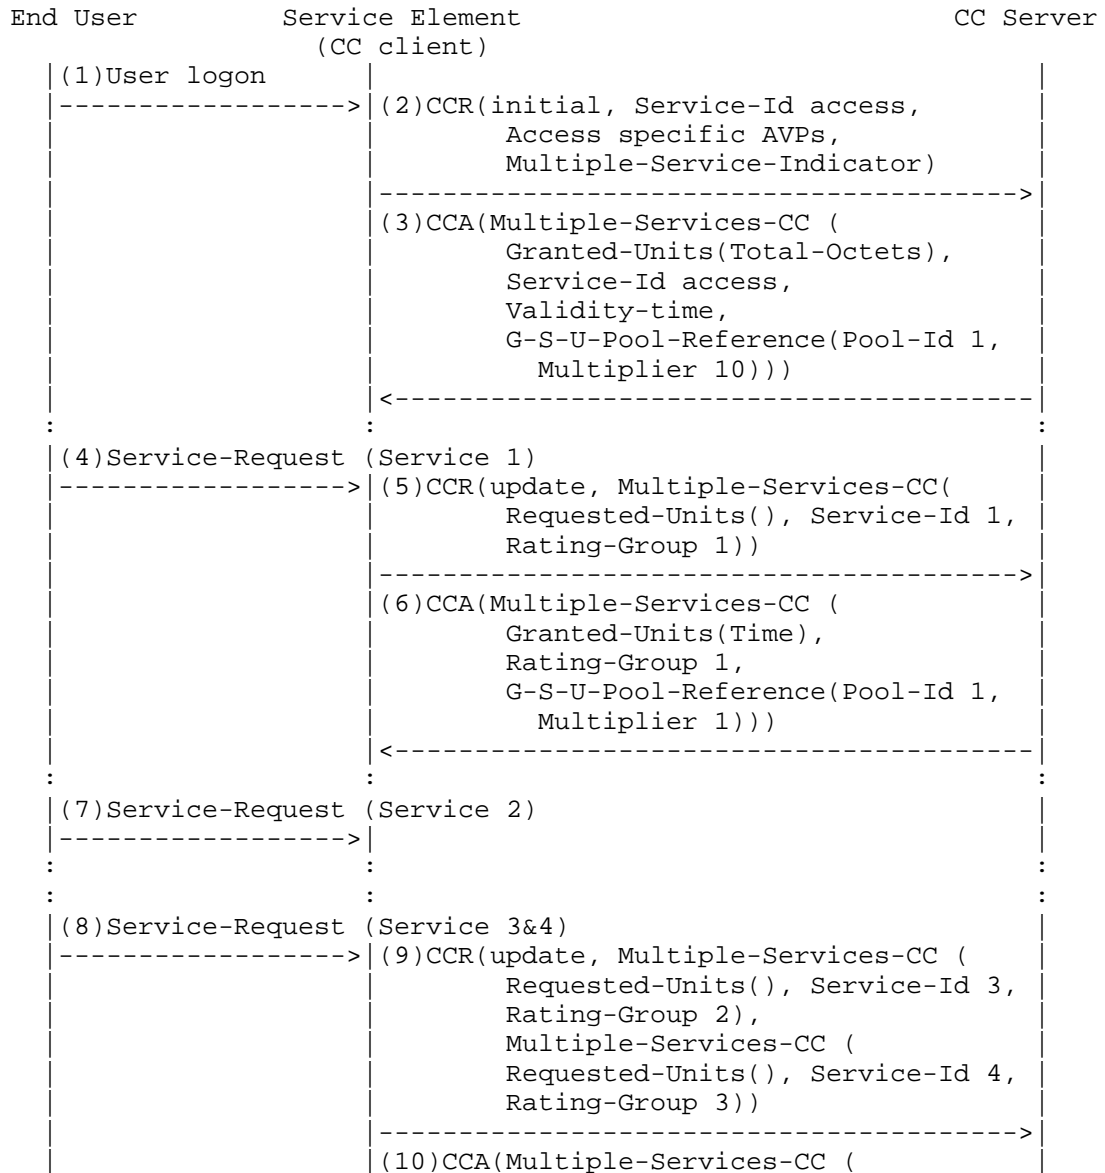 End User            Service Element                           CC Server
                      (CC client)
  |(1)User logon      |                                         |
  |------------------>|(2)CCR(initial, Service-Id access,       |
  |                   |        Access specific AVPs,            |
  |                   |        Multiple-Service-Indicator)      |
  |                   |---------------------------------------->|
  |                   |(3)CCA(Multiple-Services-CC (            |
  |                   |        Granted-Units(Total-Octets),     |
  |                   |        Service-Id access,               |
  |                   |        Validity-time,                   |
  |                   |        G-S-U-Pool-Reference(Pool-Id 1,  |
  |                   |          Multiplier 10)))               |
  |                   |<----------------------------------------|
  :                   :                                         :
  |(4)Service-Request (Service 1)                               |
  |------------------>|(5)CCR(update, Multiple-Services-CC(     |
  |                   |        Requested-Units(), Service-Id 1, |
  |                   |        Rating-Group 1))                 |
  |                   |---------------------------------------->|
  |                   |(6)CCA(Multiple-Services-CC (            |
  |                   |        Granted-Units(Time),             |
  |                   |        Rating-Group 1,                  |
  |                   |        G-S-U-Pool-Reference(Pool-Id 1,  |
  |                   |          Multiplier 1)))                |
  |                   |<----------------------------------------|
  :                   :                                         :
  |(7)Service-Request (Service 2)                               |
  |------------------>|                                         |
  :                   :                                         :
  :                   :                                         :
  |(8)Service-Request (Service 3&4)                             |
  |------------------>|(9)CCR(update, Multiple-Services-CC (    |
  |                   |        Requested-Units(), Service-Id 3, |
  |                   |        Rating-Group 2),                 |
  |                   |        Multiple-Services-CC (           |
  |                   |        Requested-Units(), Service-Id 4, |
  |                   |        Rating-Group 3))                 |
  |                   |---------------------------------------->|
  |                   |(10)CCA(Multiple-Services-CC (           |